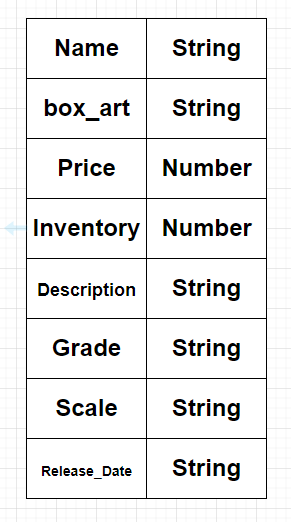 Name String
box_art String
Price Number
Inventory Number
Description String
Grade String
Scale String
Release_Date String